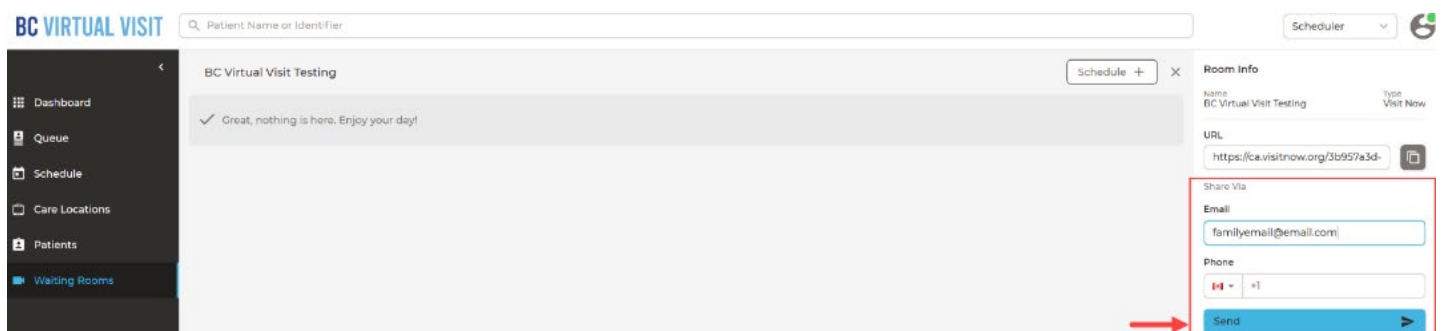 BC VIRTUAL VISIT
Patient Name or Identifier
Scheduler
Dashboard
Queue
Schedule
Care Locations
Patients
Waiting Rooms
BC Virtual Visit Testing
Schedule +
Great, nothing is here. Enjoy your day!
Room Info
Name
Type
BC Virtual Visit Testing
Visit Now
URL
https://ca.visitnow.org/3b957a3d-
Share Via
Email
familyemail@email.com
Phone
+1
Send